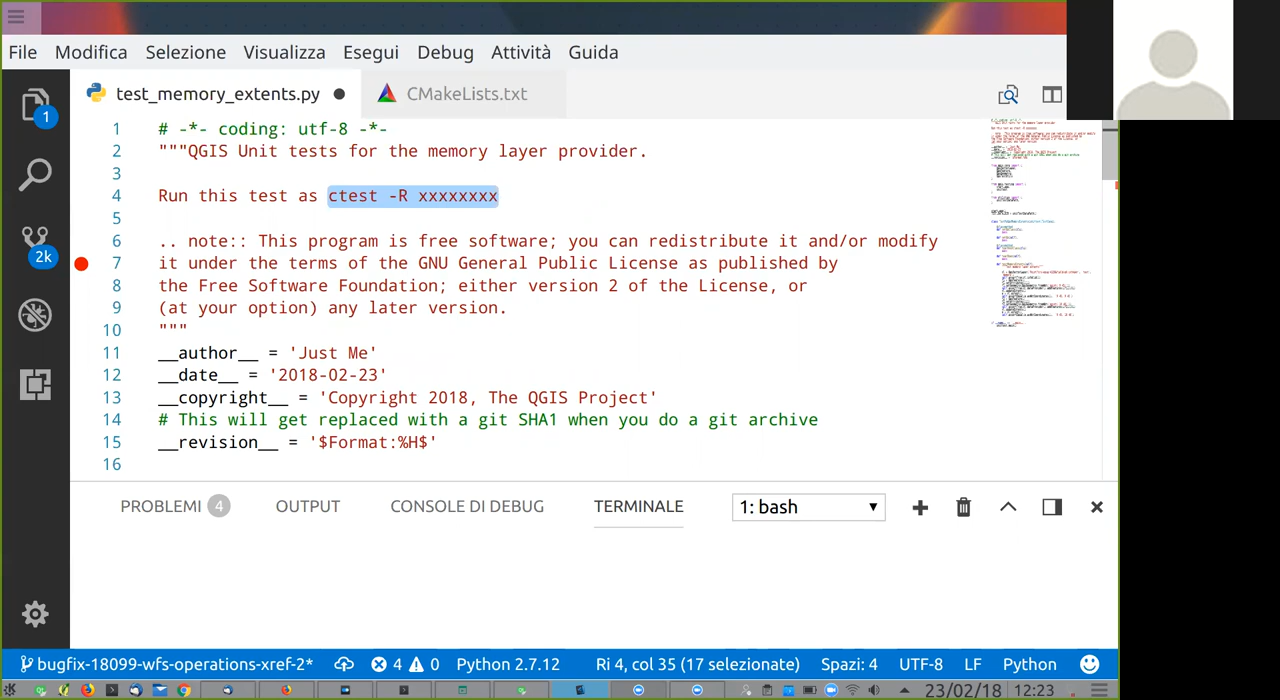 File Modifica Selezione Visualizza Esegui Debug Attività Guida
test_memory_extents.py CMakeLists.txt
1 # -*- coding: utf-8 -*-
2 """QGIS Unit tests for the memory layer provider.
3
4 Run this test as ctest -R xxxxxxxx
5
6 .. note:: This program is free software; you can redistribute it and/or modify
7 it under the terms of the GNU General Public License as published by
8 the Free Software Foundation; either version 2 of the License, or
9 (at your option) any later version.
10 """
11 __author__ = 'Just Me'
12 __date__ = '2018-02-23'
13 __copyright__ = 'Copyright 2018, The QGIS Project'
14 # This will get replaced with a git SHA1 when you do a git archive
15 __revision__ = '$Format:%H$'
16
1
2k
PROBLEMI 4 OUTPUT CONSOLE DI DEBUG TERMINALE 1: bash
bugfix-18099-wfs-operations-xref-2* 4 0 Python 2.7.12 Ri 4, col 35 (17 selezionate) Spazi: 4 UTF-8 LF Python
23/02/18 12:23